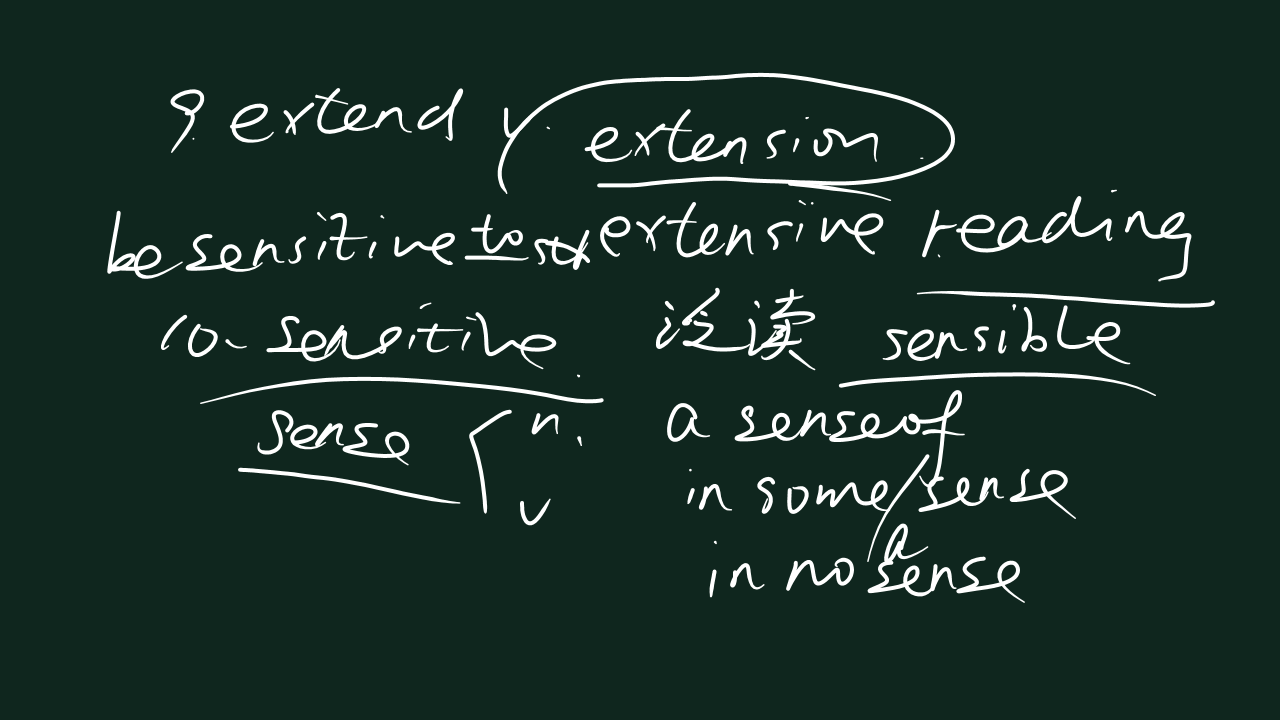 9. extend v. extension
be sensitive to sth extensive reading
10. sensitive 泛读 sensible
sense n. a sense of
v in some/a sense
in no sense